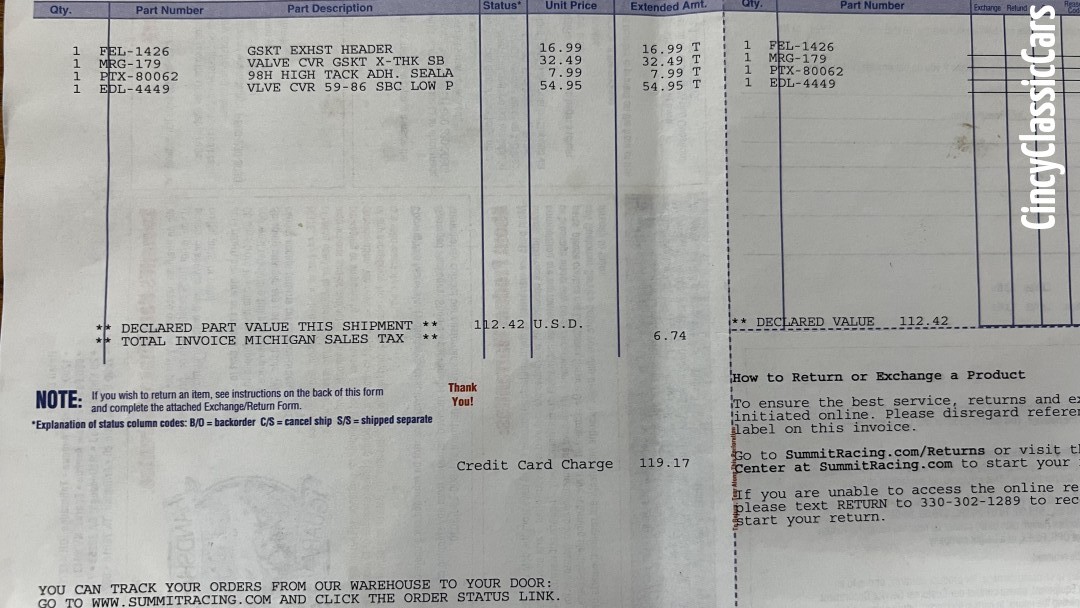 Qty. Part Number Part Description Status* Unit Price Extended Amt.
1 FEL-1426 GSKT EXHST HEADER 16.99 16.99 T
1 MRG-179 VALVE CVR GSKT X-THK SB 32.49 32.49 T
1 PTX-80062 98H HIGH TACK ADH. SEALA 7.99 7.99 T
1 EDL-4449 VLVE CVR 59-86 SBC LOW P 54.95 54.95 T
** DECLARED PART VALUE THIS SHIPMENT ** 112.42 U.S.D.
** TOTAL INVOICE MICHIGAN SALES TAX ** 6.74
NOTE: If you wish to return an item, see instructions on the back of this form
and complete the attached Exchange/Return Form.
Thank
You!
*Explanation of status column codes: B/O = backorder C/S = cancel ship S/S = shipped separate
Credit Card Charge 119.17
YOU CAN TRACK YOUR ORDERS FROM OUR WAREHOUSE TO YOUR DOOR:
GO TO WWW.SUMMITRACING.COM AND CLICK THE ORDER STATUS LINK.
Qty. Part Number Exchange Refund
1 FEL-1426
1 MRG-179
1 PTX-80062
1 EDL-4449
** DECLARED VALUE 112.42
How to Return or Exchange a Product
To ensure the best service, returns and ex
initiated online. Please disregard referen
label on this invoice.
Go to SummitRacing.com/Returns or visit th
Center at SummitRacing.com to start your
If you are unable to access the online re
please text RETURN to 330-302-1289 to rec
start your return.
CincyClassicCars